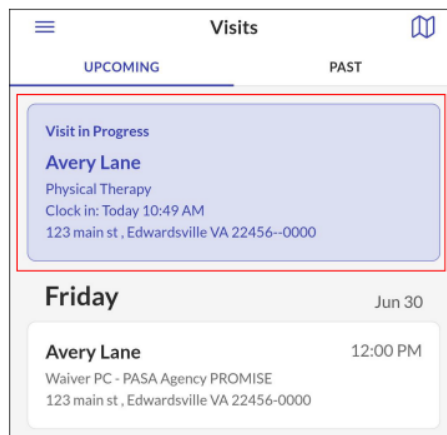 Visits
UPCOMING PAST
Visit in Progress
Avery Lane
Physical Therapy
Clock in: Today 10:49 AM
123 main st , Edwardsville VA 22456--0000
Friday Jun 30
Avery Lane 12:00 PM
Waiver PC - PASA Agency PROMISE
123 main st , Edwardsville VA 22456-0000